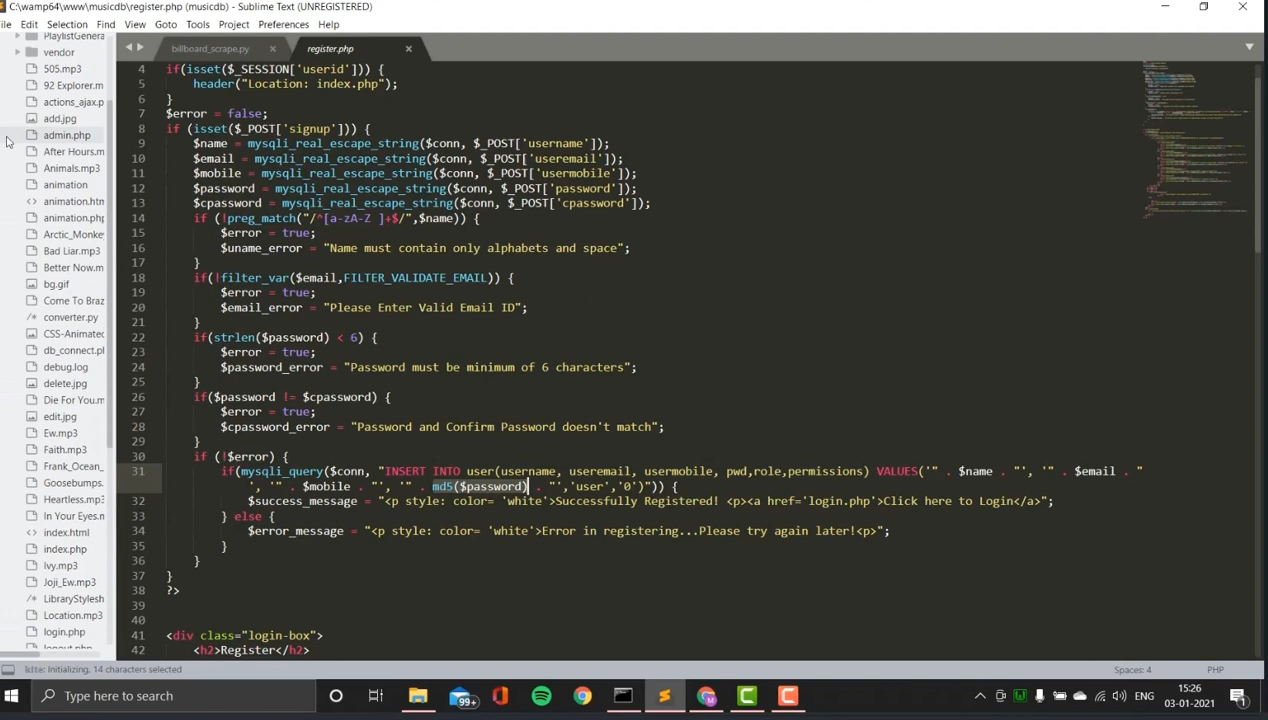 C:\wamp64\www\musicdb\register.php (musicdb) - Sublime Text (UNREGISTERED)
File Edit Selection Find View Goto Tools Project Preferences Help
PlaylistGenera
vendor
505.mp3
92 Explorer.m
actions_ajax.p
add.jpg
admin.php
After Hours.m
Animals.mp3
animation
animation.htm
animation.php
Arctic_Monkey
Bad Liar.mp3
Better Now.m
bg.gif
Come To Braz
converter.py
CSS-Animated
db_connect.ph
debug.log
delete.jpg
Die For You.m
edit.jpg
Ew.mp3
Faith.mp3
Frank_Ocean_
Goosebumps.
Heartless.mp3
In Your Eyes.m
index.html
index.php
Ivy.mp3
Joji_Ew.mp3
LibraryStylesh
Location.mp3
login.php
logout.php
billboard_scrape.py
register.php
4 if(isset($_SESSION['userid'])) {
5 header("Location: index.php");
6 }
7 $error = false;
8 if (isset($_POST['signup'])) {
9 $name = mysqli_real_escape_string($conn, $_POST['username']);
10 $email = mysqli_real_escape_string($conn, $_POST['useremail']);
11 $mobile = mysqli_real_escape_string($conn, $_POST['usermobile']);
12 $password = mysqli_real_escape_string($conn, $_POST['password']);
13 $cpassword = mysqli_real_escape_string($conn, $_POST['cpassword']);
14 if (!preg_match("/^[a-zA-Z ]+$/",$name)) {
15 $error = true;
16 $uname_error = "Name must contain only alphabets and space";
17 }
18 if(!filter_var($email,FILTER_VALIDATE_EMAIL)) {
19 $error = true;
20 $email_error = "Please Enter Valid Email ID";
21 }
22 if(strlen($password) < 6) {
23 $error = true;
24 $password_error = "Password must be minimum of 6 characters";
25 }
26 if($password != $cpassword) {
27 $error = true;
28 $cpassword_error = "Password and Confirm Password doesn't match";
29 }
30 if (!$error) {
31 if(mysqli_query($conn, "INSERT INTO user(username, useremail, usermobile, pwd,role,permissions) VALUES('" . $name . "', '" . $email . "
', '" . $mobile . "', '" . md5($password) . "','user','0')")) {
32 $success_message = "<p style: color= 'white'>Successfully Registered! <p><a href='login.php'>Click here to Login</a>";
33 } else {
34 $error_message = "<p style: color= 'white'>Error in registering...Please try again later!<p>";
35 }
36 }
37 }
38 ?>
39
40
41 <div class="login-box">
42 <h2>Register</h2>
kite: Initializing, 14 characters selected
Spaces: 4
PHP
Type here to search
99+
ENG
15:26
03-01-2021
1